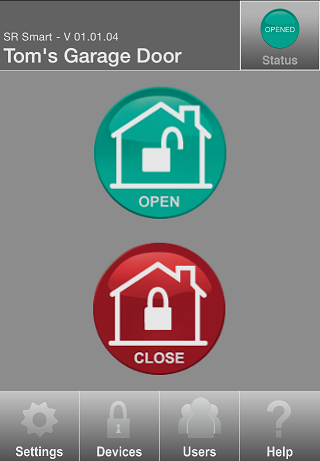 SR Smart - V 01.01.04
Tom's Garage Door
OPENED
Status
OPEN
CLOSE
Settings
Devices
Users
Help